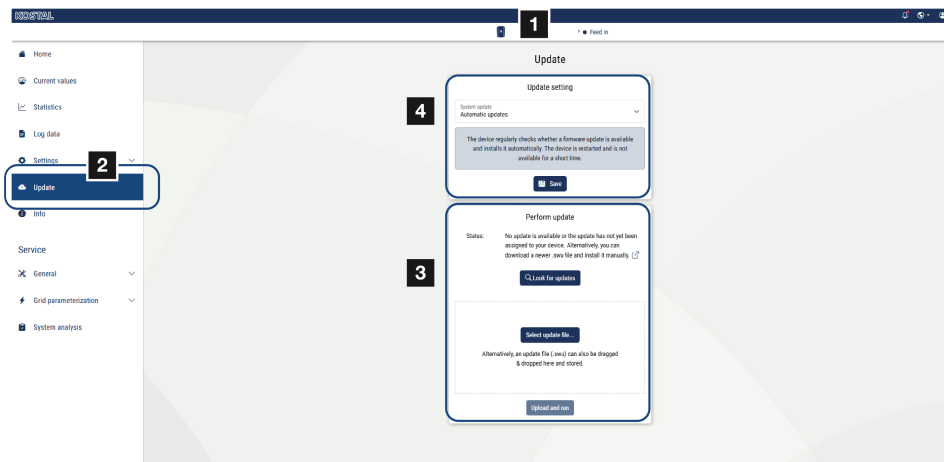 KOSTAL
1
Feed in
Home
Current values
Statistics
Log data
Settings
2
Update
Info
Service
General
Grid parameterization
System analysis
Update
4
Update setting
System update
Automatic updates
The device regularly checks whether a firmware update is available
and installs it automatically. The device is restarted and is not
available for a short time.
Save
3
Perform update
Status: No update is available or the update has not yet been
assigned to your device. Alternatively, you can
download a newer .swu file and install it manually.
Look for updates
Select update file...
Alternatively, an update file (.swu) can also be dragged
& dropped here and stored.
Upload and run